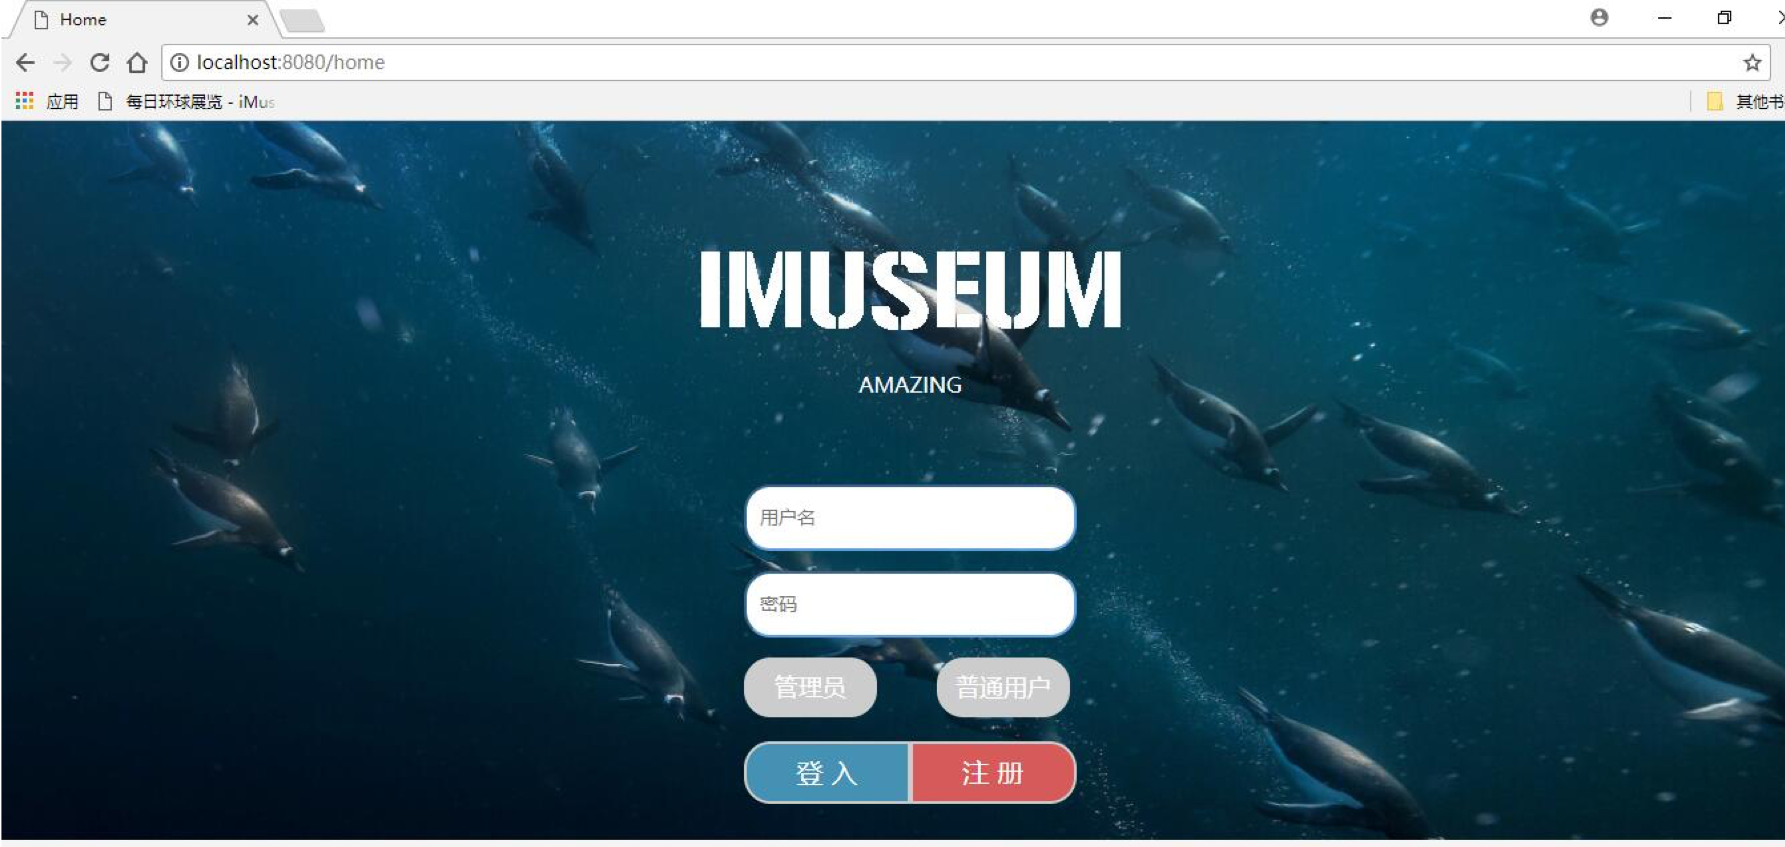 Home
localhost:8080/home
应用 每日环球展览 - iMus
其他书
IMUSEUM
AMAZING
用户名
密码
管理员 普通用户
登入 注册